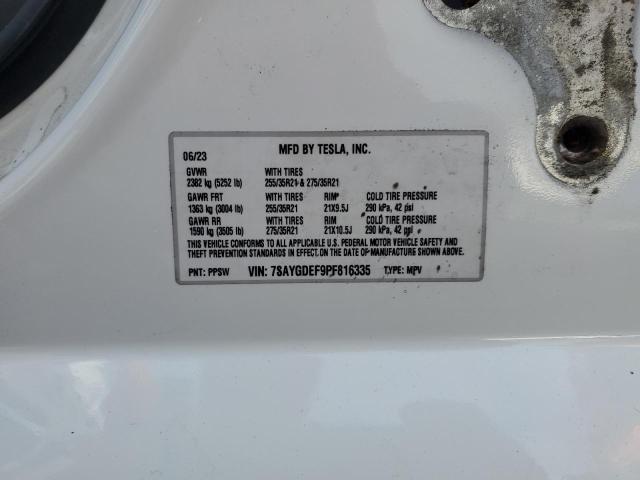 06/23 MFD BY TESLA, INC.
GVWR WITH TIRES
2382 kg (5252 lb) 255/35R21 & 275/35R21
GAWR FRT WITH TIRES RIM COLD TIRE PRESSURE
1363 kg (3004 lb) 255/35R21 21X9.5J 290 kPa, 42 psi
GAWR RR WITH TIRES RIM COLD TIRE PRESSURE
1590 kg (3505 lb) 275/35R21 21X10.5J 290 kPa, 42 psi
THIS VEHICLE CONFORMS TO ALL APPLICABLE U.S. FEDERAL MOTOR VEHICLE SAFETY AND
THEFT PREVENTION STANDARDS IN EFFECT ON THE DATE OF MANUFACTURE SHOWN ABOVE.
PNT: PPSW VIN: 7SAYGDEF9PF816335 TYPE: MPV